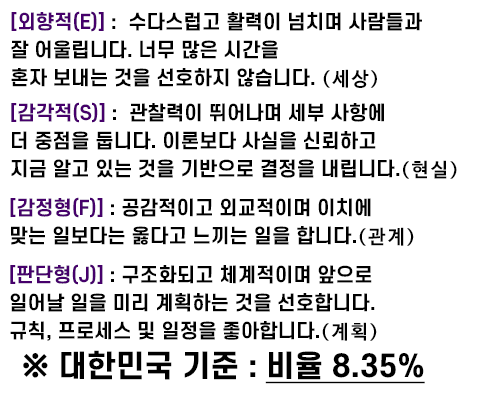 [외향적(E)] : 수다스럽고 활력이 넘치며 사람들과
잘 어울립니다. 너무 많은 시간을
혼자 보내는 것을 선호하지 않습니다. (세상)
[감각적(S)] : 관찰력이 뛰어나며 세부 사항에
더 중점을 둡니다. 이론보다 사실을 신뢰하고
지금 알고 있는 것을 기반으로 결정을 내립니다.(현실)
[감정형(F)] : 공감적이고 외교적이며 이치에
맞는 일보다는 옳다고 느끼는 일을 합니다.(관계)
[판단형(J)] : 구조화되고 체계적이며 앞으로
일어날 일을 미리 계획하는 것을 선호합니다.
규칙, 프로세스 및 일정을 좋아합니다.(계획)
※ 대한민국 기준 : 비율 8.35%